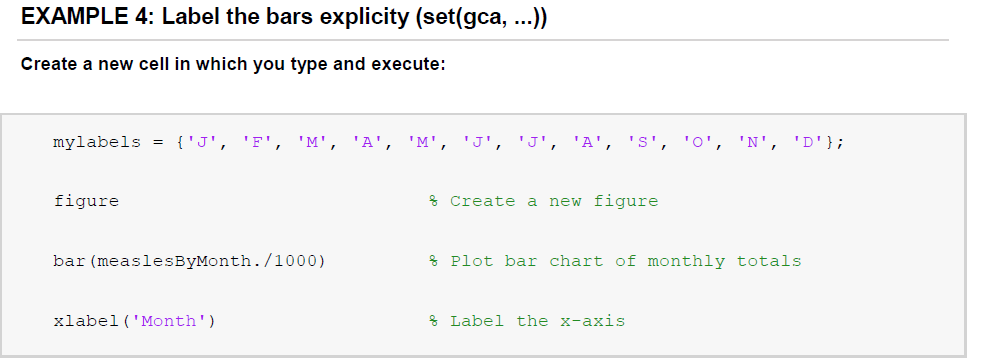 EXAMPLE 4: Label the bars explicity (set(gca, ...))
Create a new cell in which you type and execute:
mylabels = {'J', 'F', 'M', 'A', 'M', 'J', 'J', 'A', 'S', 'O', 'N', 'D'};
figure % Create a new figure
bar(measlesByMonth./1000) % Plot bar chart of monthly totals
xlabel('Month') % Label the x-axis